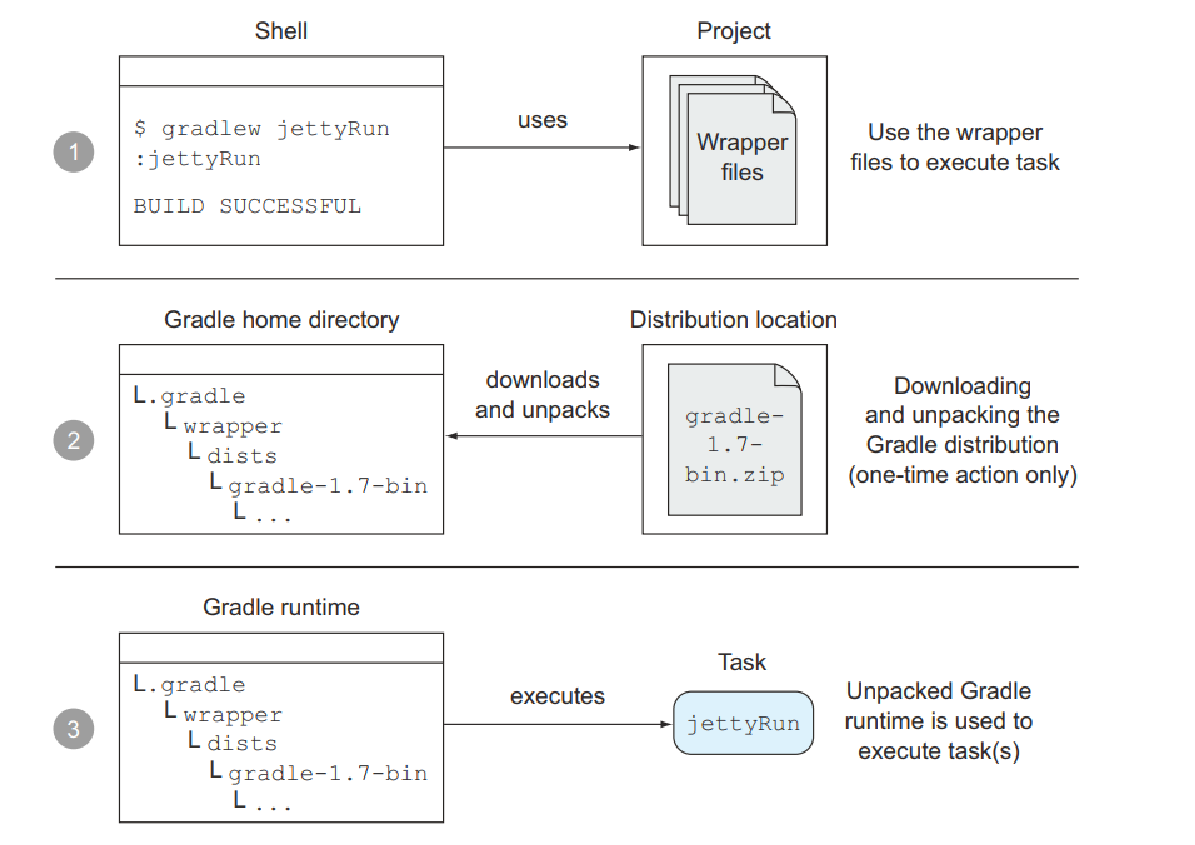 Shell
Project
1
$ gradlew jettyRun
:jettyRun
BUILD SUCCESSFUL
uses
Wrapper
files
Use the wrapper
files to execute task
Gradle home directory
Distribution location
2
.gradle
wrapper
dists
gradle-1.7-bin
...
downloads
and unpacks
gradle-
1.7-
bin.zip
Downloading
and unpacking the
Gradle distribution
(one-time action only)
Gradle runtime
3
.gradle
wrapper
dists
gradle-1.7-bin
...
executes
Task
jettyRun
Unpacked Gradle
runtime is used to
execute task(s)